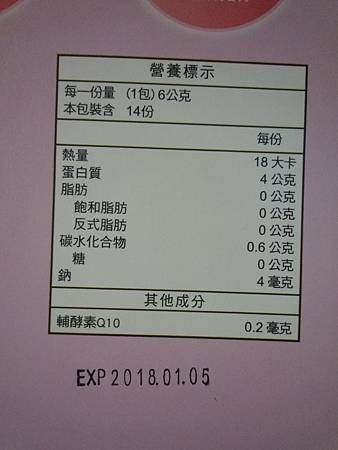 營養標示
每一份量 (1包) 6公克
本包裝含 14份
每份
熱量 18 大卡
蛋白質 4 公克
脂肪 0 公克
飽和脂肪 0 公克
反式脂肪 0 公克
碳水化合物 0.6 公克
糖 0 公克
鈉 4 毫克
其他成分
輔酵素Q10 0.2 毫克
EXP 2018.01.05